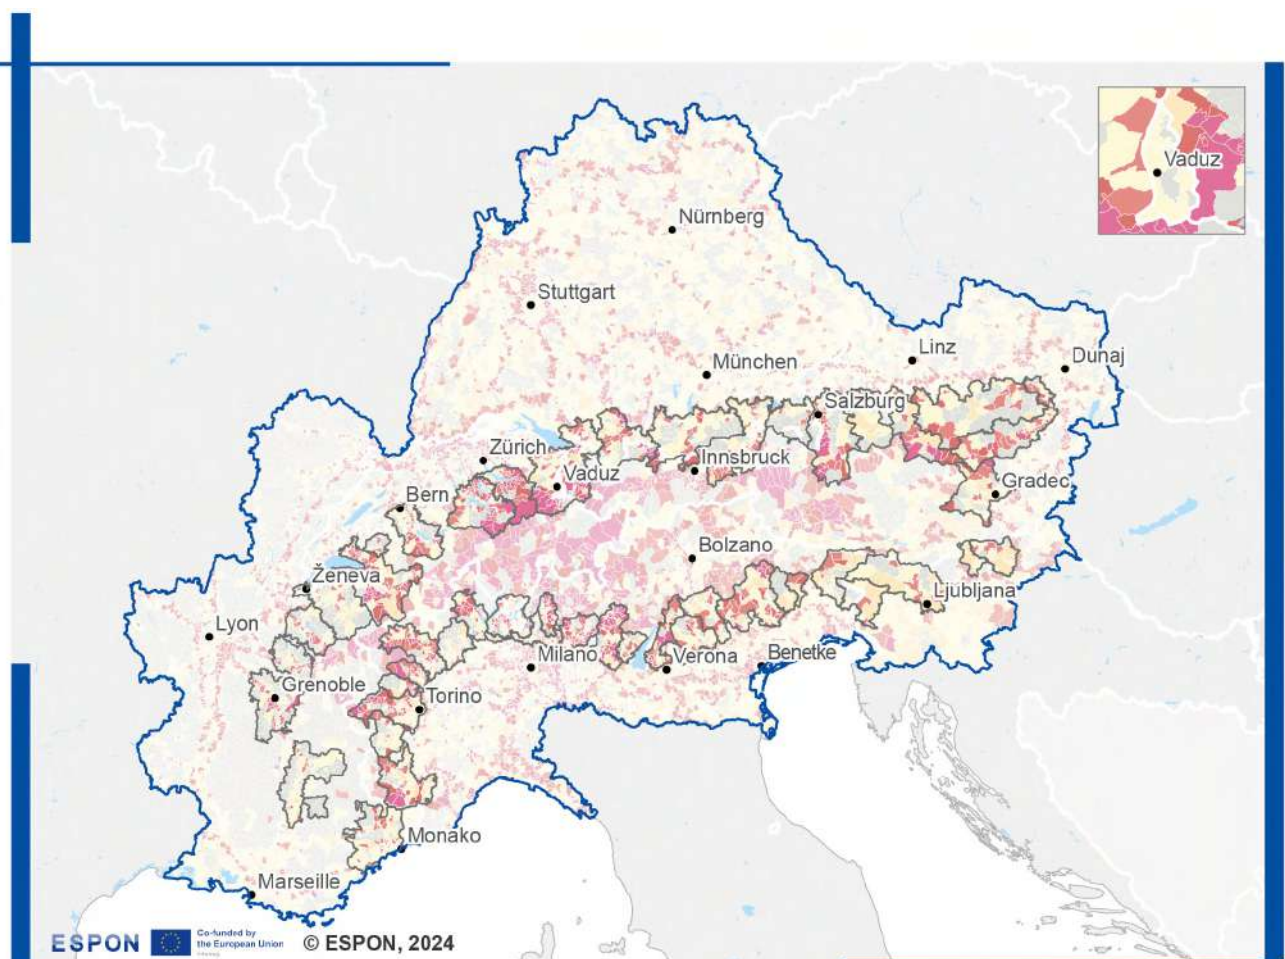 Vaduz
Nürnberg
Stuttgart
Linz
Dunaj
München
Salzburg
Zürich
Innsbruck
Vaduz
Gradec
Bern
Bolzano
Ženeva
Ljubljana
Lyon
Milano
Verona
Benetke
Grenoble
Torino
Monako
Marseille
ESPON
Co-funded by
the European Union
Interreg
© ESPON, 2024